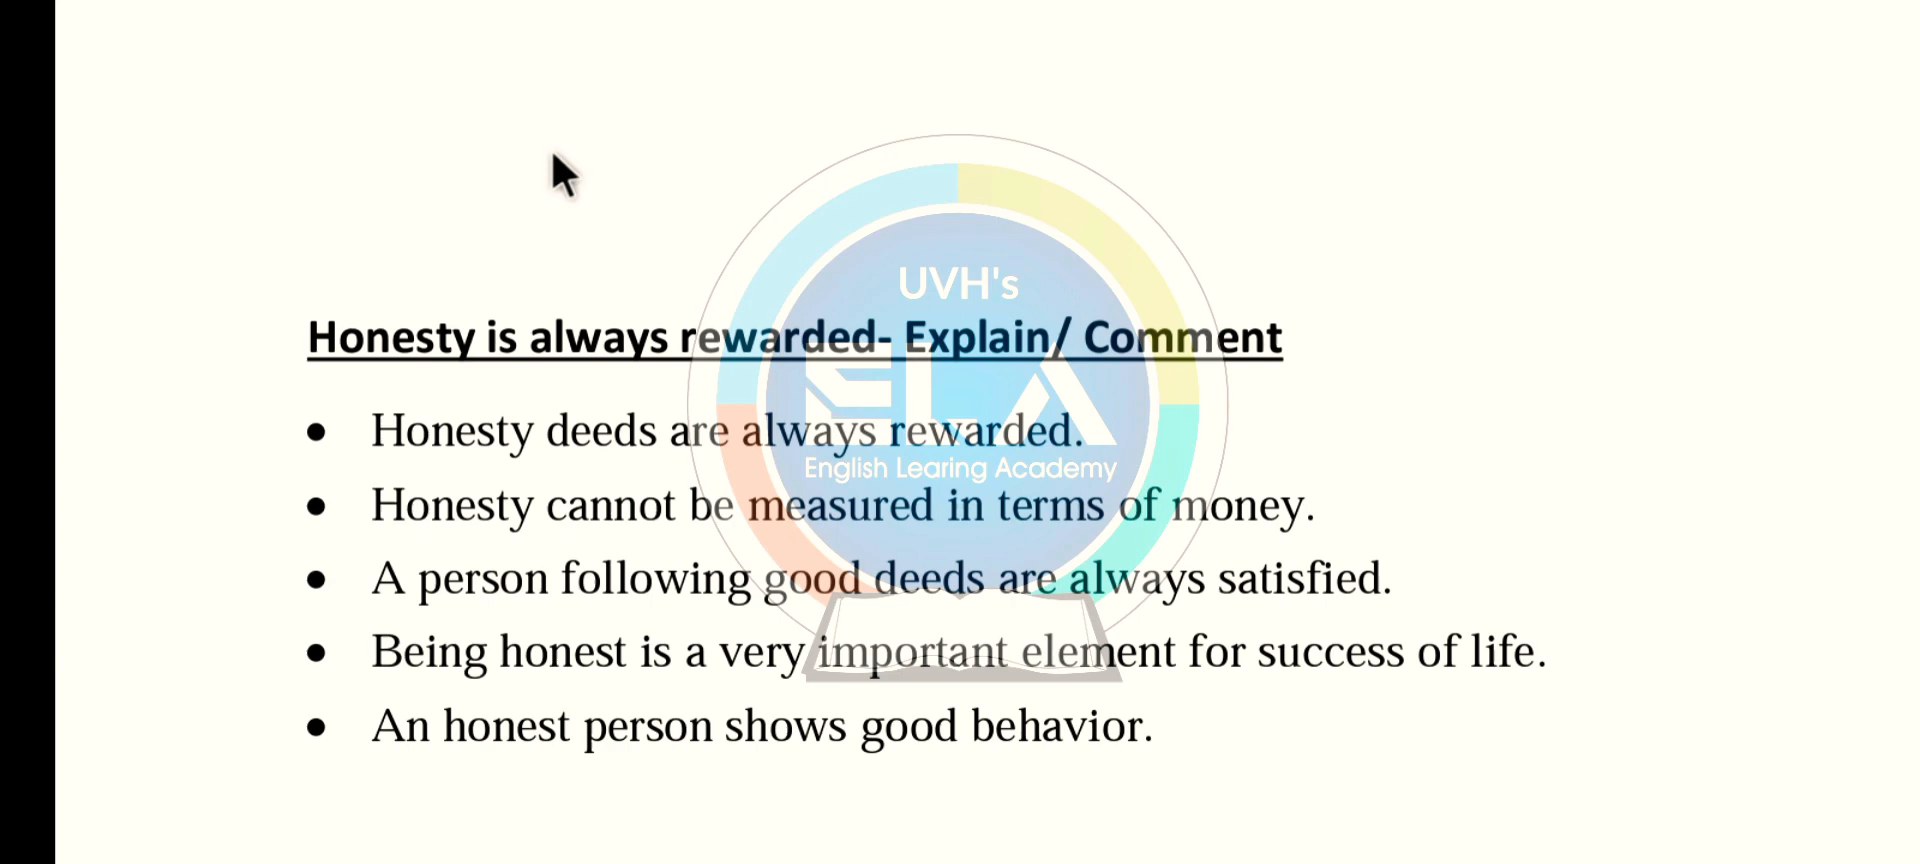 UVH's
Honesty is always rewarded- Explain/ Comment
ELA
• Honesty deeds are always rewarded.
English Learing Academy
• Honesty cannot be measured in terms of money.
• A person following good deeds are always satisfied.
• Being honest is a very important element for success of life.
• An honest person shows good behavior.